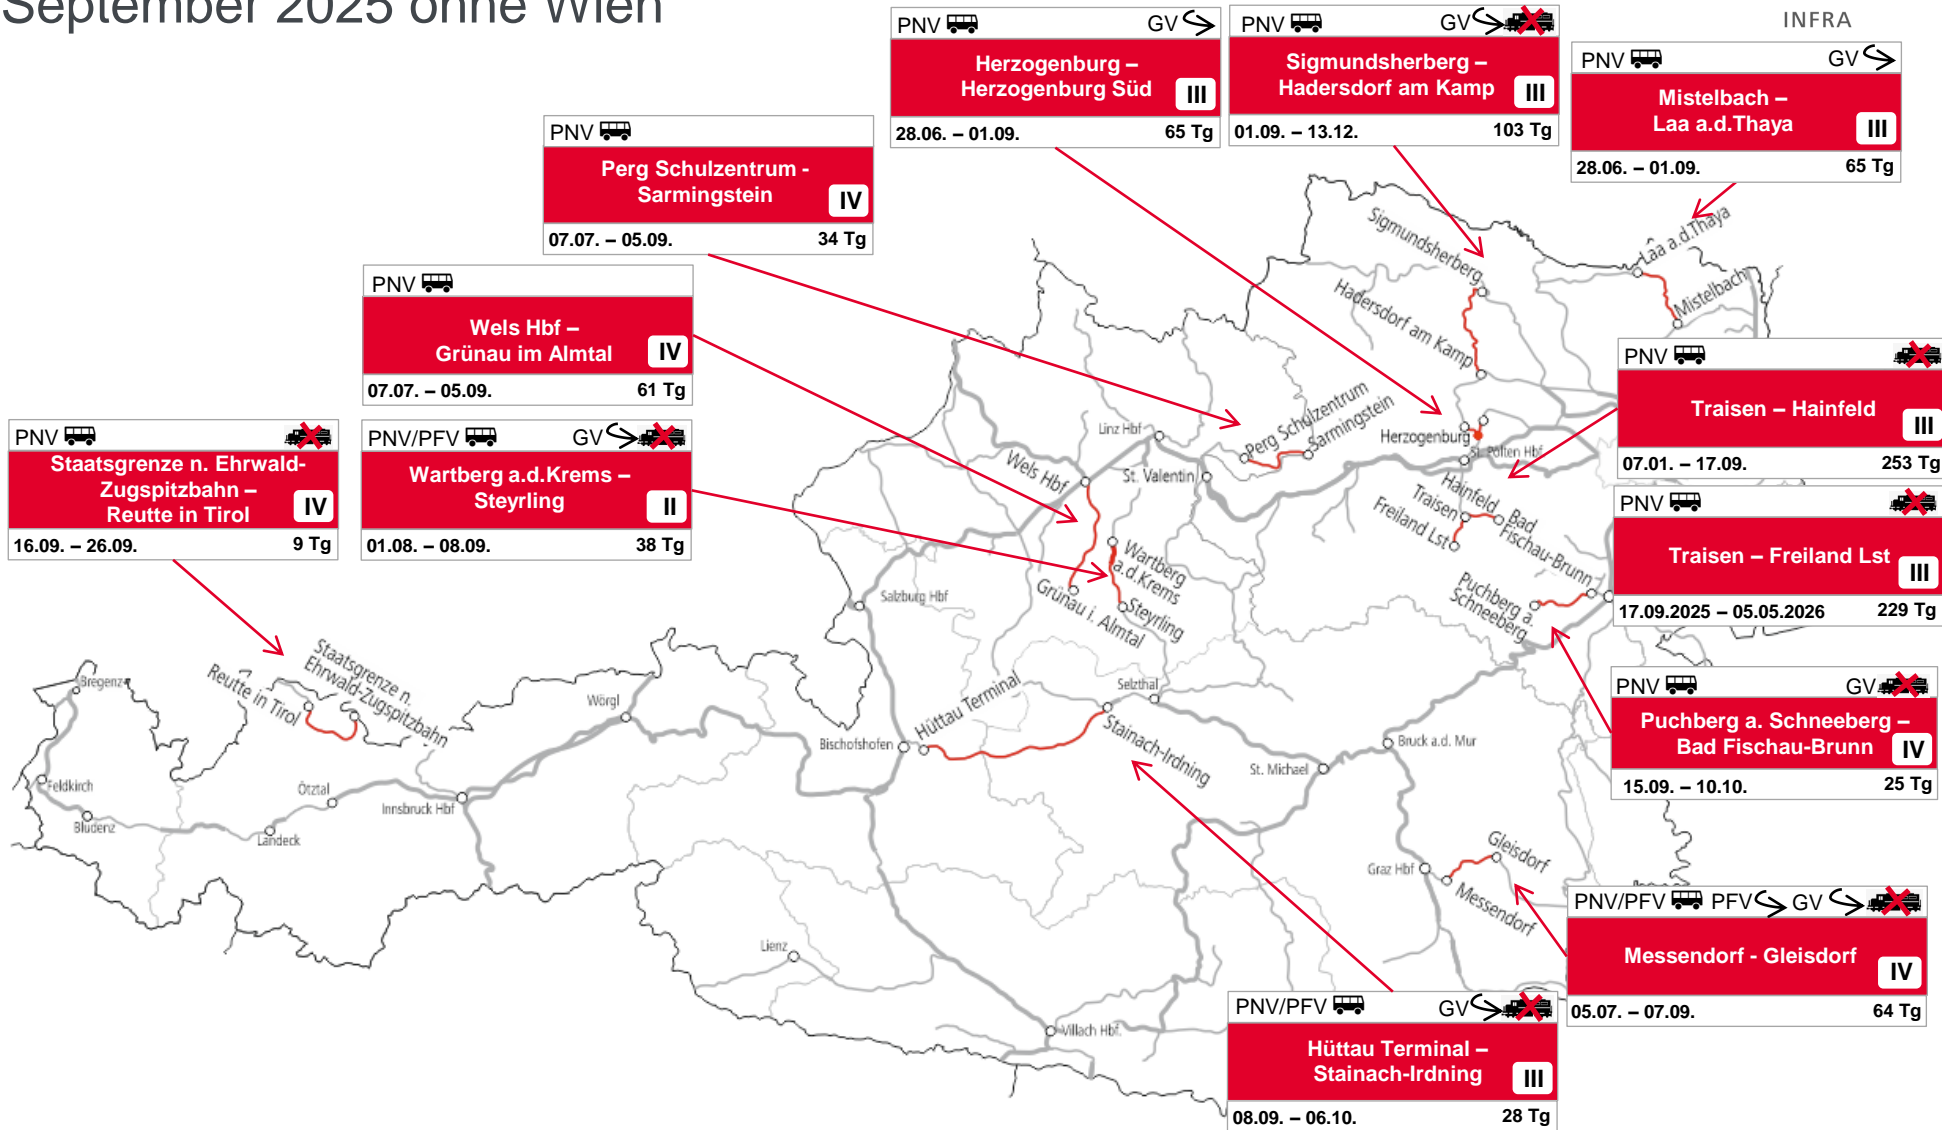 September 2025 ohne Wien
INFRA
PNV GV
Herzogenburg –
Herzogenburg Süd
III
28.06. – 01.09. 65 Tg
PNV GV
Sigmundsherberg –
Hadersdorf am Kamp
III
01.09. – 13.12. 103 Tg
PNV GV
Mistelbach –
Laa a.d.Thaya
III
28.06. – 01.09. 65 Tg
PNV
Perg Schulzentrum -
Sarmingstein
IV
07.07. – 05.09. 34 Tg
PNV
Wels Hbf –
Grünau im Almtal
IV
07.07. – 05.09. 61 Tg
PNV
Traisen – Hainfeld
III
07.01. – 17.09. 253 Tg
PNV
Staatsgrenze n. Ehrwald-
Zugspitzbahn –
Reutte in Tirol
IV
16.09. – 26.09. 9 Tg
PNV/PFV GV
Wartberg a.d.Krems –
Steyrling
II
01.08. – 08.09. 38 Tg
PNV
Traisen – Freiland Lst
III
17.09.2025 – 05.05.2026 229 Tg
PNV GV
Puchberg a. Schneeberg –
Bad Fischau-Brunn
IV
15.09. – 10.10. 25 Tg
PNV/PFV PFV GV
Messendorf - Gleisdorf
IV
05.07. – 07.09. 64 Tg
PNV/PFV GV
Hüttau Terminal –
Stainach-Irdning
III
08.09. – 06.10. 28 Tg
Sigmundsherberg
Hadersdorf am Kamp
Laa a.d.Thaya
Mistelbach
Herzogenburg
St. Pölten Hbf
Perg Schulzentrum
Sarmingstein
Linz Hbf
Wels Hbf
St. Valentin
Hainfeld
Traisen
Freiland Lst
Bad
Fischau-Brunn
Puchberg a.
Schneeberg
Wartberg
a.d.Krems
Grünau i. Almtal
Steyrling
Salzburg Hbf
Staatsgrenze n.
Ehrwald-Zugspitzbahn
Reutte in Tirol
Bregenz
Wörgl
Bischofshofen
Hüttau Terminal
Selzthal
Stainach-Irdning
St. Michael
Bruck a.d. Mur
Feldkirch
Bludenz
Ötztal
Landeck
Innsbruck Hbf
Gleisdorf
Graz Hbf
Messendorf
Lienz
Villach Hbf.